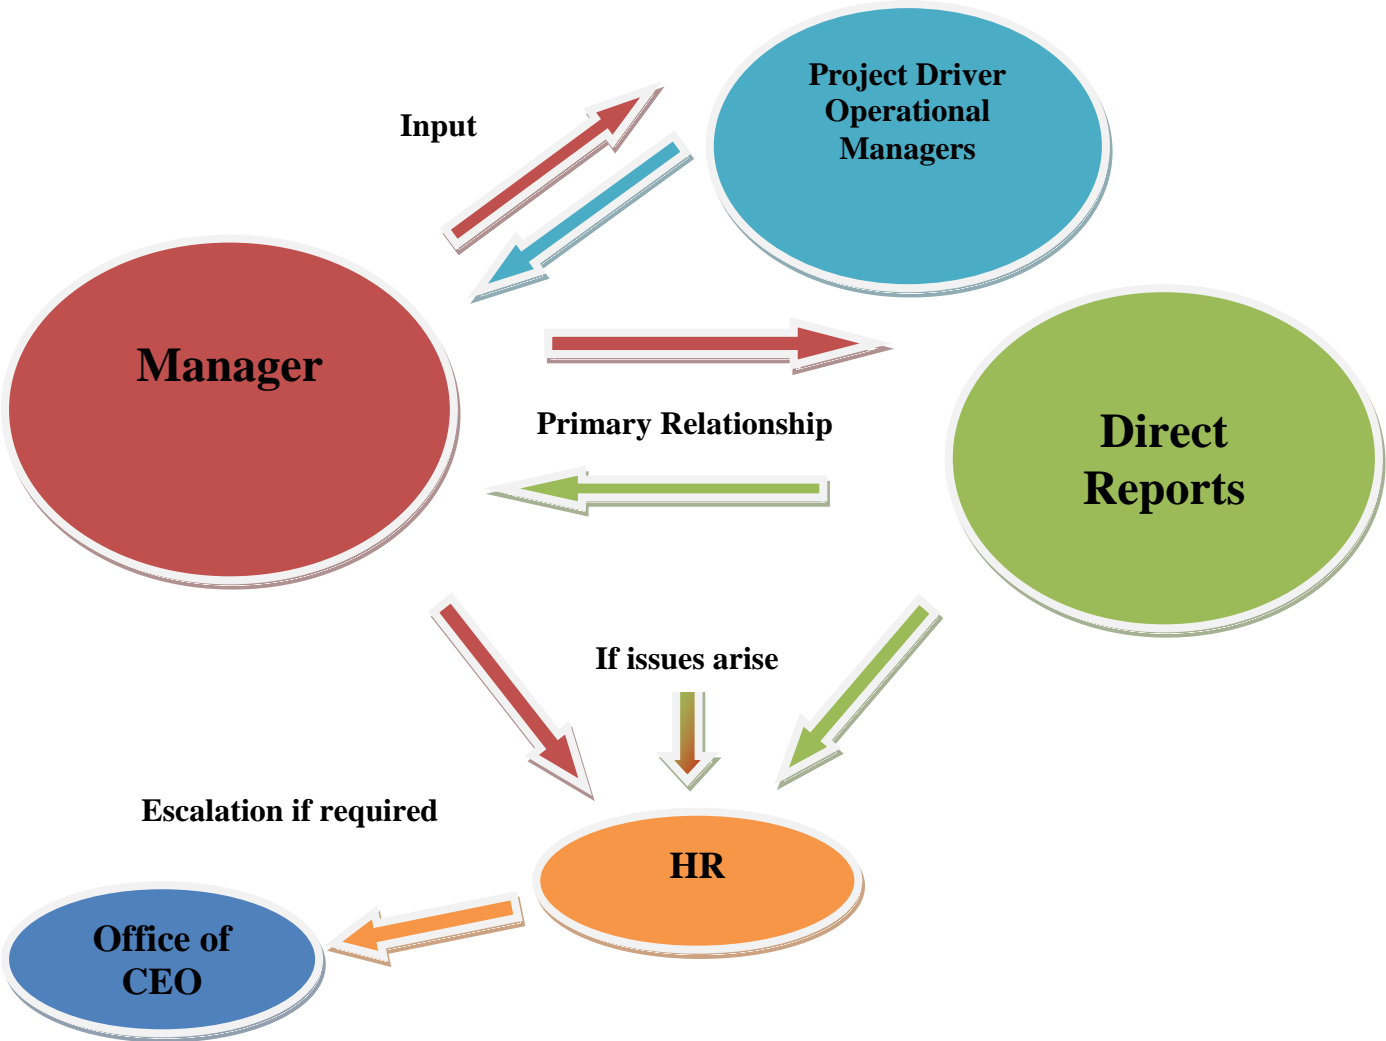 Project Driver
Operational
Managers
Input
Manager
Primary Relationship
Direct
Reports
If issues arise
Escalation if required
HR
Office of
CEO